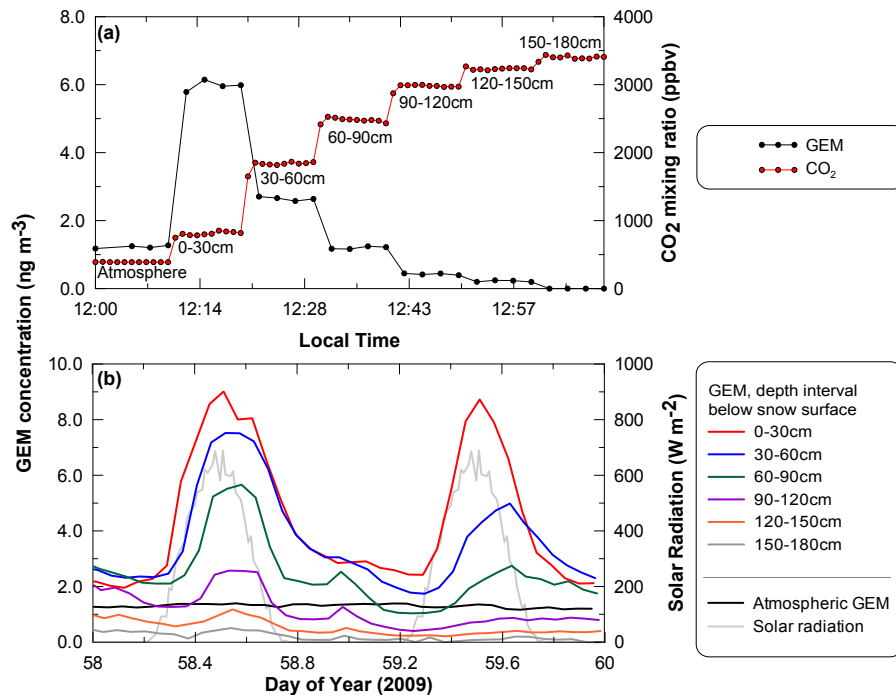 (a)
8.0
6.0
4.0
2.0
0.0
4000
3000
2000
1000
0
150-180cm
120-150cm
90-120cm
60-90cm
30-60cm
0-30cm
Atmosphere
12:00
12:14
12:28
12:43
12:57
Local Time
GEM concentration (ng m-3)
CO2 mixing ratio (ppbv)
GEM
CO2
(b)
10.0
8.0
6.0
4.0
2.0
0.0
1000
800
600
400
200
0
58
58.4
58.8
59.2
59.6
60
Day of Year (2009)
Solar Radiation (W m-2)
GEM, depth interval
below snow surface
0-30cm
30-60cm
60-90cm
90-120cm
120-150cm
150-180cm
Atmospheric GEM
Solar radiation